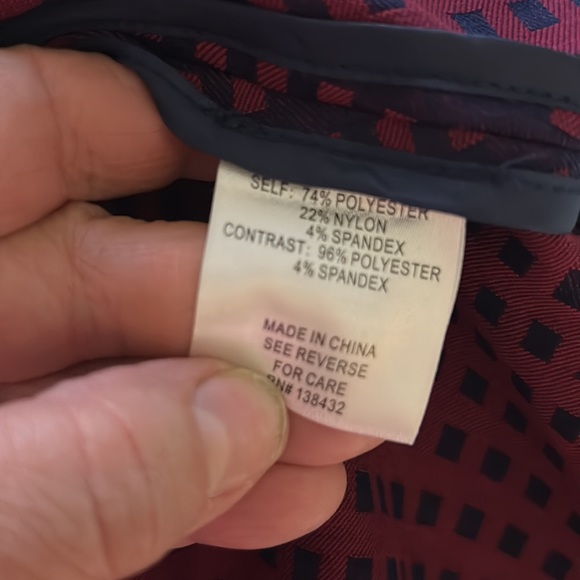 SELF: 74% POLYESTER
22% NYLON
4% SPANDEX
CONTRAST: 96% POLYESTER
4% SPANDEX
MADE IN CHINA
SEE REVERSE
FOR CARE
RN# 138432